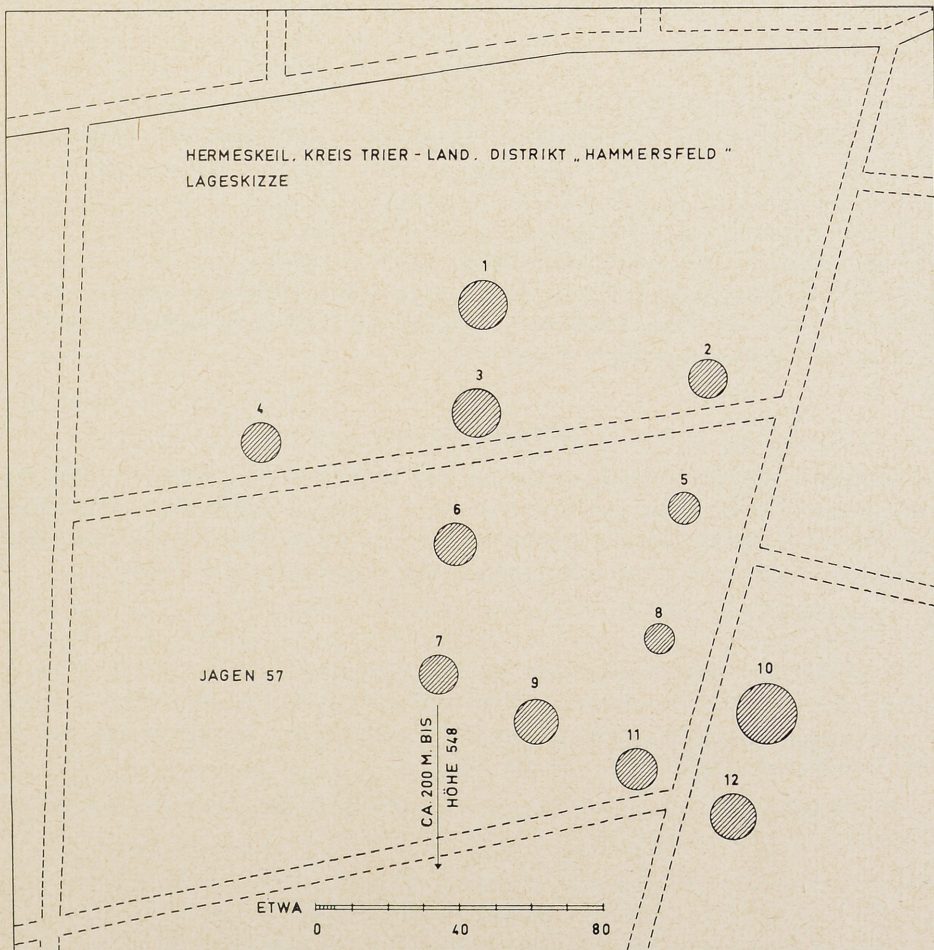 HERMESKEIL, KREIS TRIER - LAND. DISTRIKT „HAMMERSFELD"
LAGESKIZZE
1
2
3
4
5
6
8
7
JAGEN 57
9
10
11
12
CA. 200 M. BIS
HÖHE 548
ETWA
0 40 80